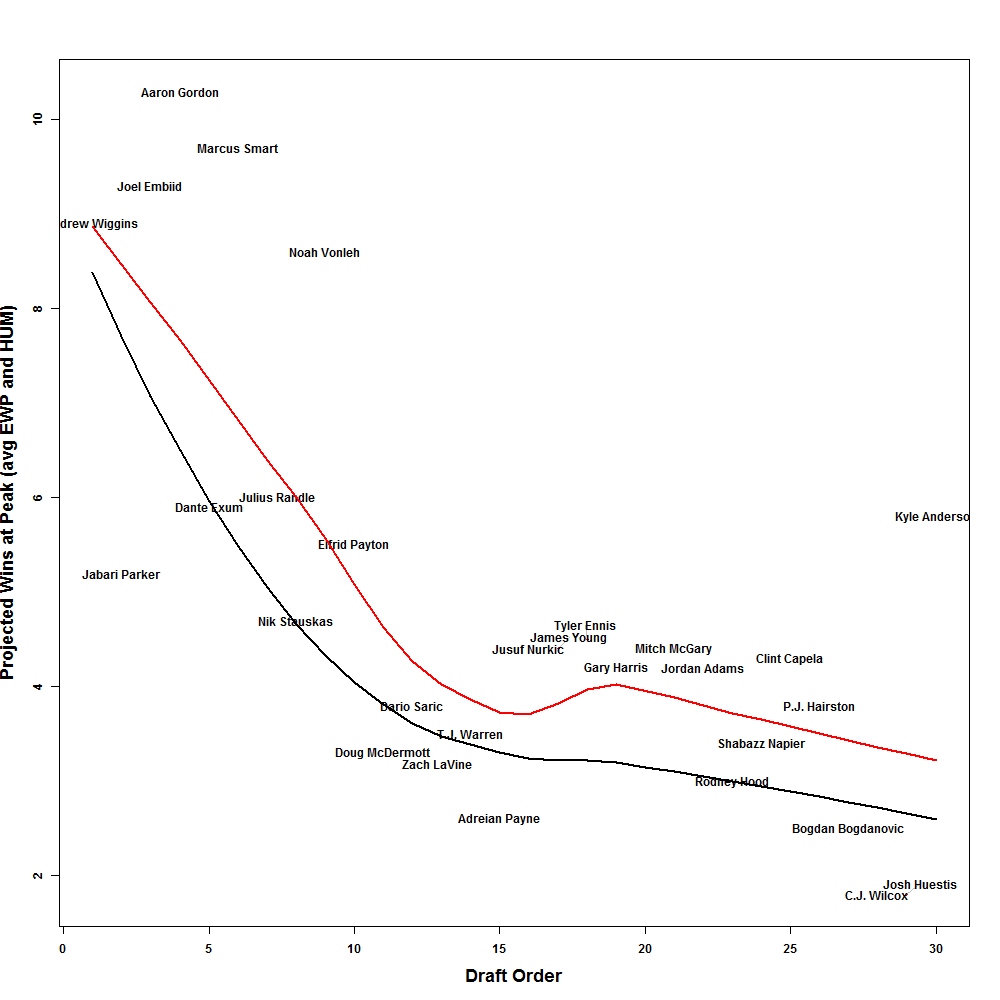 Aaron Gordon
Marcus Smart
Joel Embiid
drew Wiggins
Noah Vonleh
Julius Randle
Dante Exum
Kyle Anderso
Elfrid Payton
Jabari Parker
Nik Stauskas
Tyler Ennis
James Young
Jusuf Nurkic
Mitch McGary
Clint Capela
Gary Harris
Jordan Adams
Dario Saric
P.J. Hairston
T.J. Warren
Shabazz Napier
Doug McDermott
Zach LaVine
Rodney Hood
Adreian Payne
Bogdan Bogdanovic
Josh Huestis
C.J. Wilcox
10
8
6
4
2
Projected Wins at Peak (avg EWP and HUM)
0 5 10 15 20 25 30
Draft Order